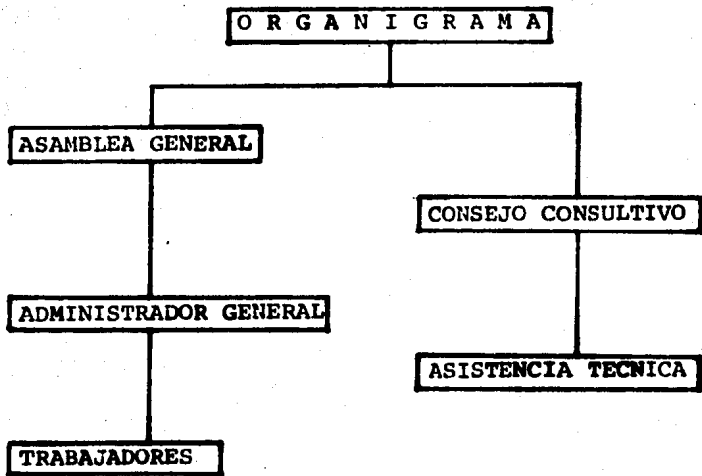 O R G A N I G R A M A
ASAMBLEA GENERAL
CONSEJO CONSULTIVO
ADMINISTRADOR GENERAL
ASISTENCIA TECNICA
TRABAJADORES